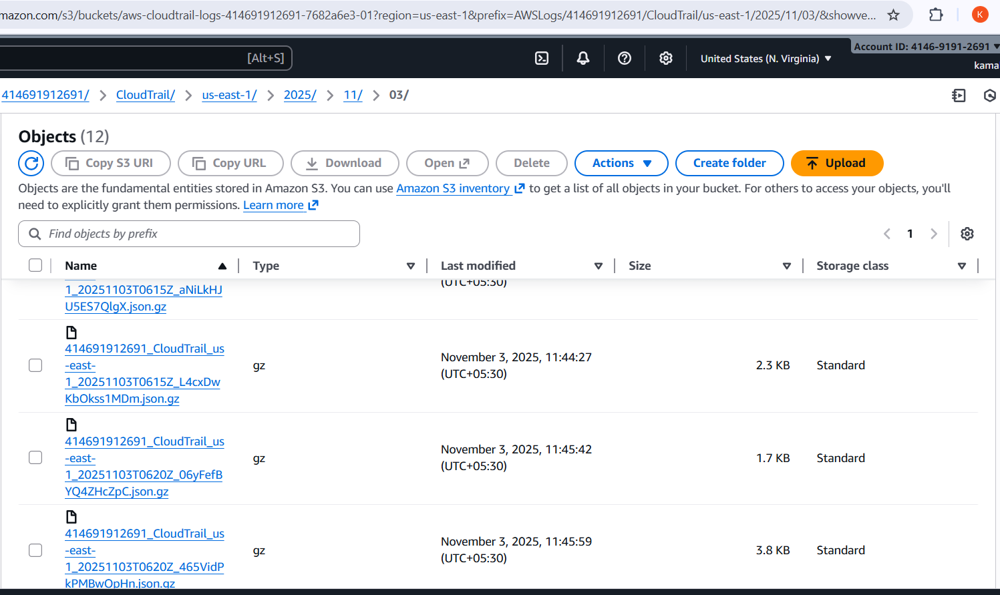 mazon.com/s3/buckets/aws-cloudtrail-logs-414691912691-7682a6e3-01?region=us-east-1&prefix=AWSLogs/414691912691/CloudTrail/us-east-1/2025/11/03/&showve...
K
[Alt+S]
United States (N. Virginia)
Account ID: 4146-9191-2691
kama
414691912691/ CloudTrail/ us-east-1/ 2025/ 11/ 03/
Objects (12)
Copy S3 URI Copy URL Download Open Delete Actions Create folder Upload
Objects are the fundamental entities stored in Amazon S3. You can use Amazon S3 inventory to get a list of all objects in your bucket. For others to access your objects, you'll
need to explicitly grant them permissions. Learn more
Find objects by prefix
1
Name Type Last modified Size Storage class
(UTC+05:30)
1_20251103T0615Z_aNiLkHJ
U5ES7QlgX.json.gz
414691912691_CloudTrail_us
-east-
1_20251103T0615Z_L4cxDw
KbOkss1MDm.json.gz
gz
November 3, 2025, 11:44:27
(UTC+05:30)
2.3 KB
Standard
414691912691_CloudTrail_us
-east-
1_20251103T0620Z_06yFefB
YQ4ZHcZpC.json.gz
gz
November 3, 2025, 11:45:42
(UTC+05:30)
1.7 KB
Standard
414691912691_CloudTrail_us
-east-
1_20251103T0620Z_465VidP
kPMBwOpHn.json.gz
gz
November 3, 2025, 11:45:59
(UTC+05:30)
3.8 KB
Standard